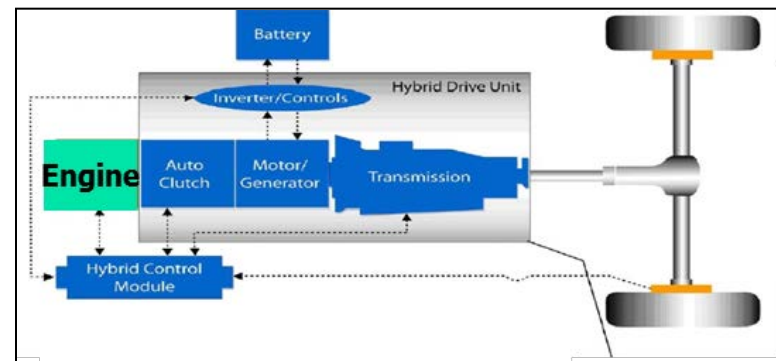 Battery
Hybrid Drive Unit
Inverter/Controls
Engine
Auto
Clutch
Motor/
Generator
Transmission
Hybrid Control
Module